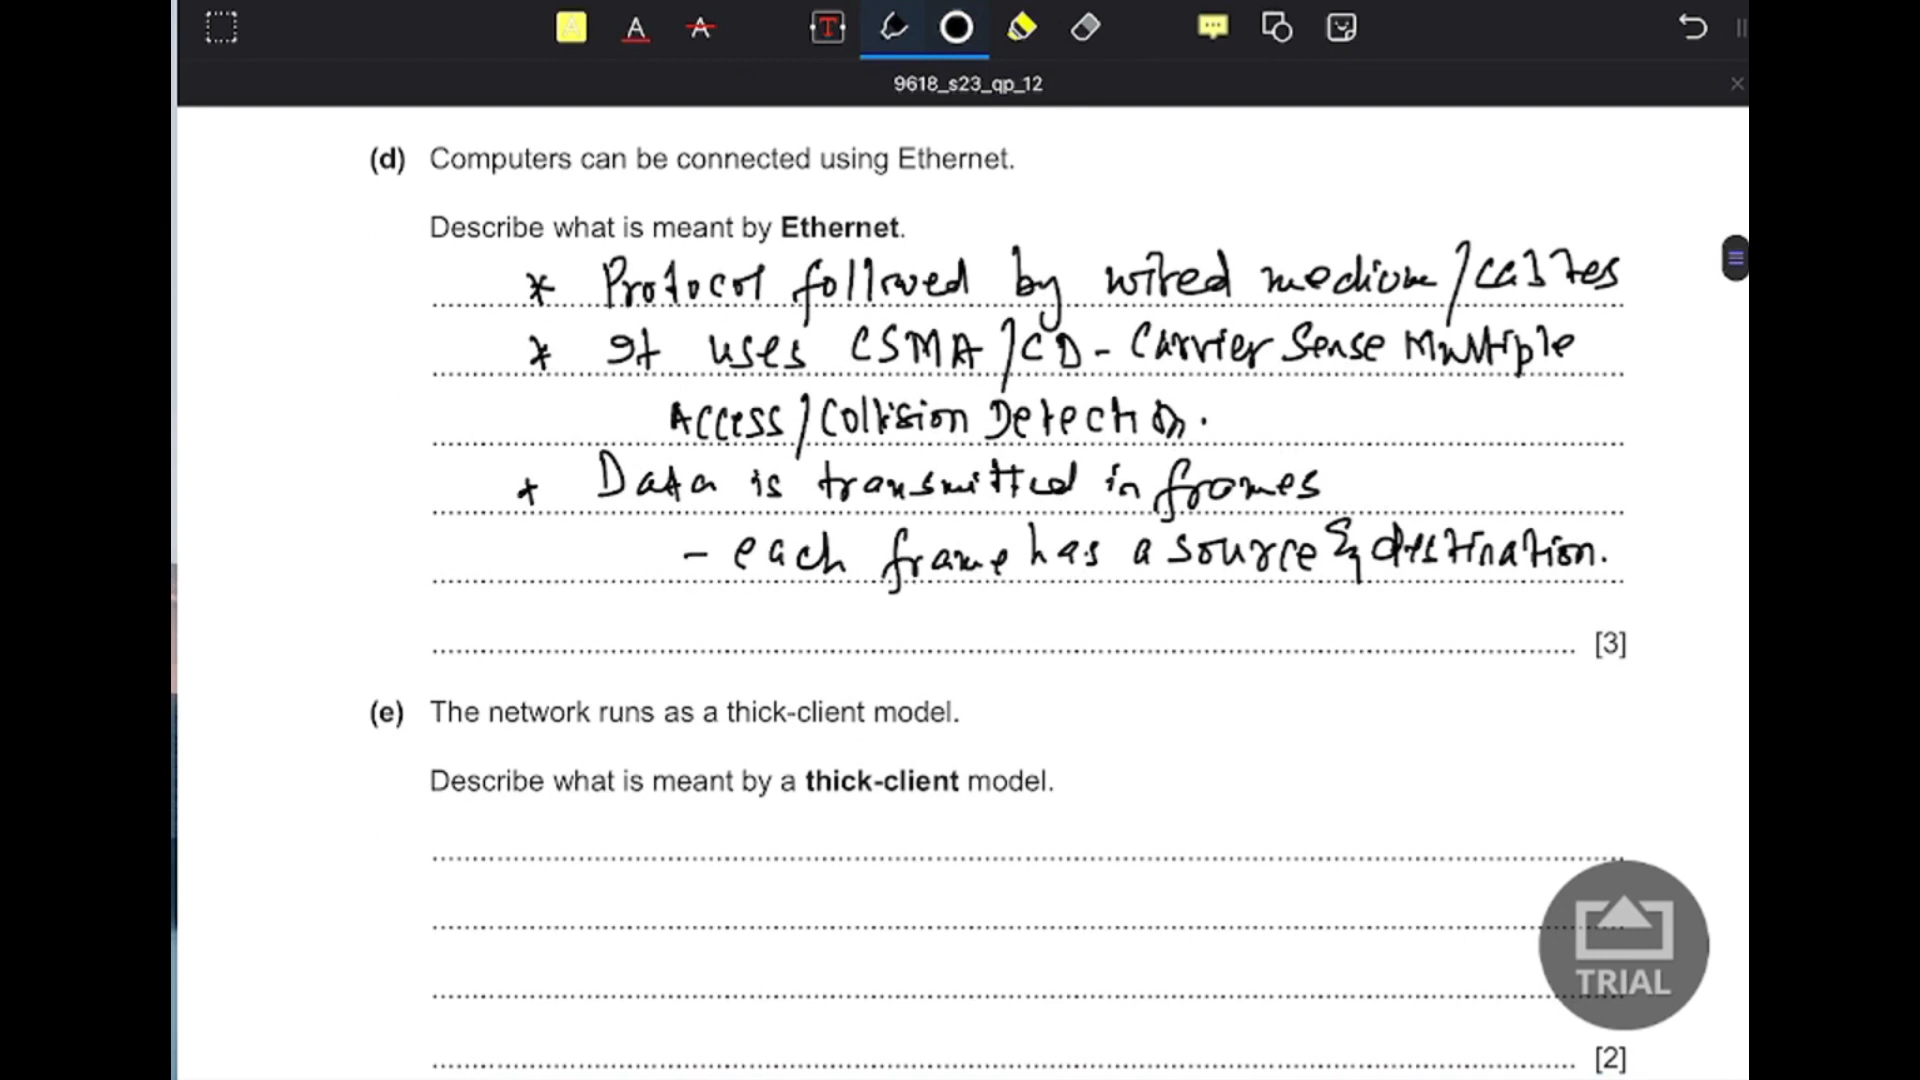 9618_s23_qp_12
(d) Computers can be connected using Ethernet.
Describe what is meant by Ethernet.
* Protocol followed by wired medium / cables
* It uses CSMA / CD - Carrier Sense Multiple
Access / Collision Detection.
* Data is transmitted in frames
- each frame has a source & destination.
[3]
(e) The network runs as a thick-client model.
Describe what is meant by a thick-client model.
TRIAL
[2]